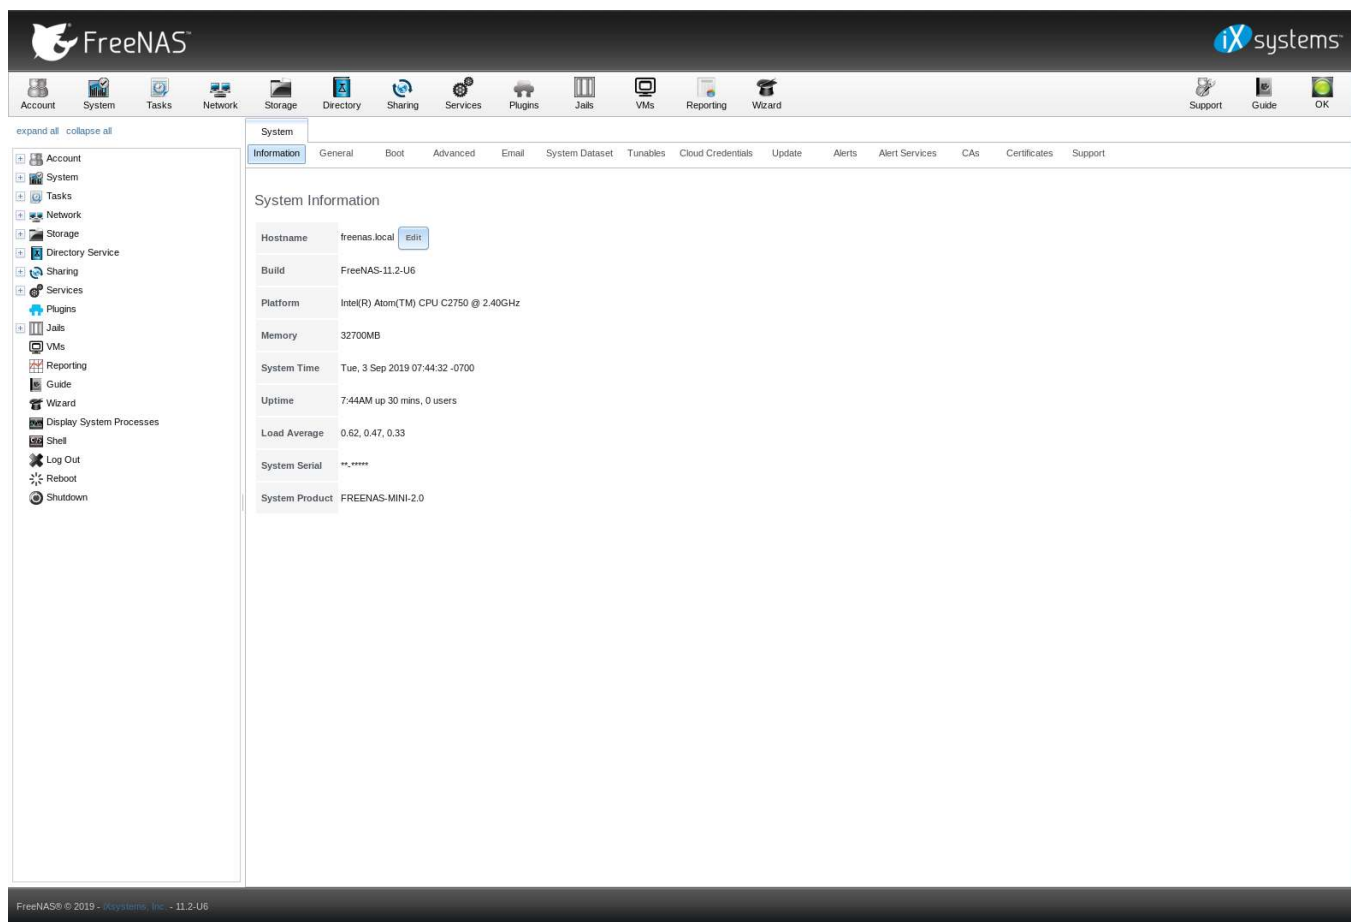 FreeNAS™
iXsystems™
Account System Tasks Network Storage Directory Sharing Services Plugins Jails VMs Reporting Wizard Support Guide OK
expand all collapse all
System
Information General Boot Advanced Email System Dataset Tunables Cloud Credentials Update Alerts Alert Services CAs Certificates Support
Account
System
Tasks
Network
Storage
Directory Service
Sharing
Services
Plugins
Jails
VMs
Reporting
Guide
Wizard
Display System Processes
Shell
Log Out
Reboot
Shutdown
System Information
Hostname freenas.local Edit
Build FreeNAS-11.2-U6
Platform Intel(R) Atom(TM) CPU C2750 @ 2.40GHz
Memory 32700MB
System Time Tue, 3 Sep 2019 07:44:32 -0700
Uptime 7:44AM up 30 mins, 0 users
Load Average 0.62, 0.47, 0.33
System Serial **-*****
System Product FREENAS-MINI-2.0
FreeNAS® © 2019 - iXsystems, Inc. - 11.2-U6